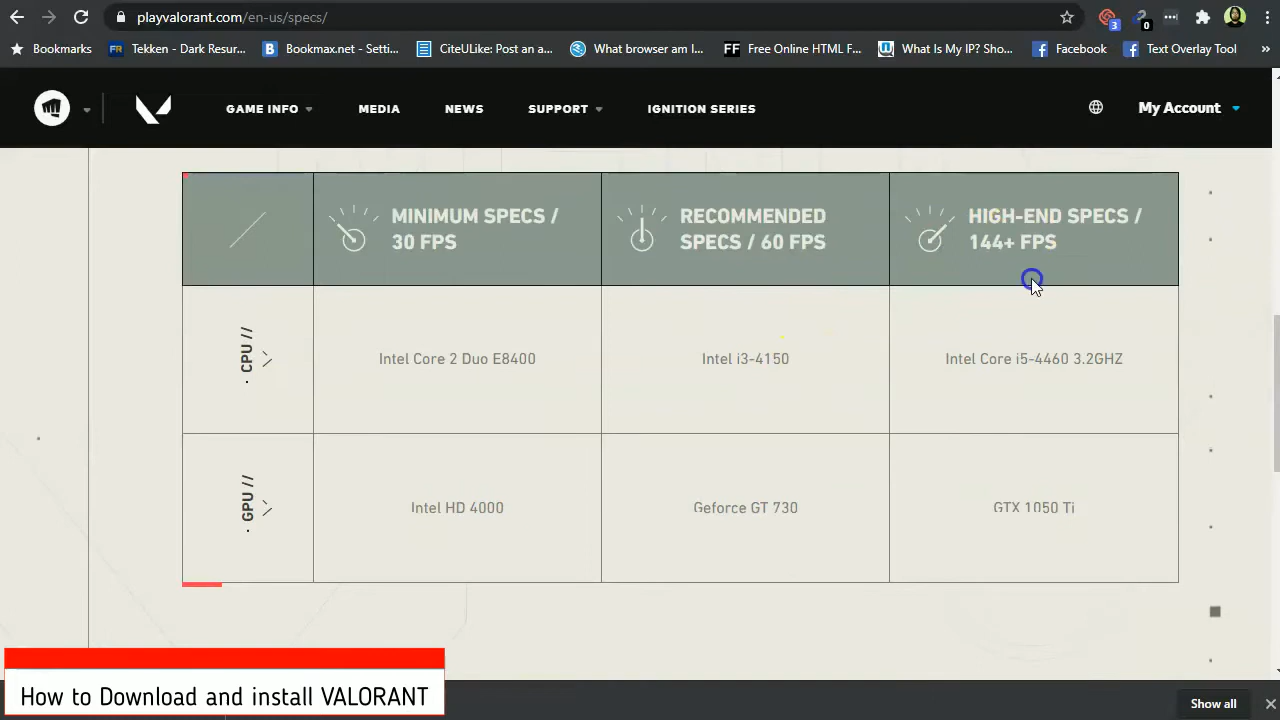 playvalorant.com/en-us/specs/
3
0
Bookmarks
Tekken - Dark Resur...
Bookmax.net - Setti...
CiteULike: Post an a...
What browser am I...
FF
Free Online HTML F...
What Is My IP? Sho...
Facebook
Text Overlay Tool
»
GAME INFO
MEDIA
NEWS
SUPPORT
IGNITION SERIES
My Account
MINIMUM SPECS /
30 FPS
RECOMMENDED
SPECS / 60 FPS
HIGH-END SPECS /
144+ FPS
CPU //
Intel Core 2 Duo E8400
Intel i3-4150
Intel Core i5-4460 3.2GHZ
GPU //
Intel HD 4000
Geforce GT 730
GTX 1050 Ti
How to Download and install VALORANT
Show all